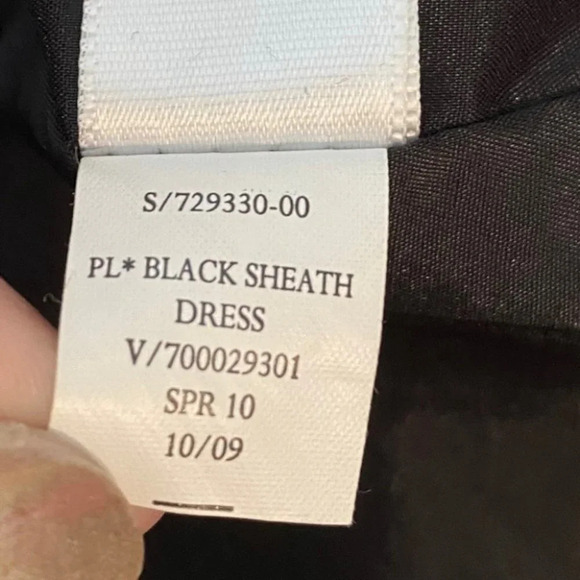 S/729330-00
PL* BLACK SHEATH
DRESS
V/700029301
SPR 10
10/09